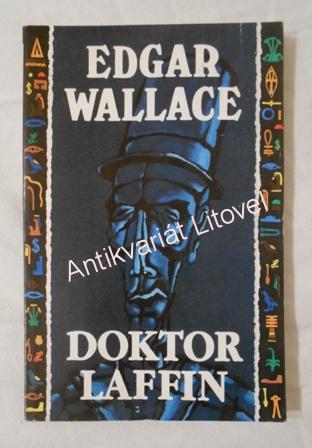 EDGAR
WALLACE
Antikvariát Litovel
DOKTOR
LAFFIN